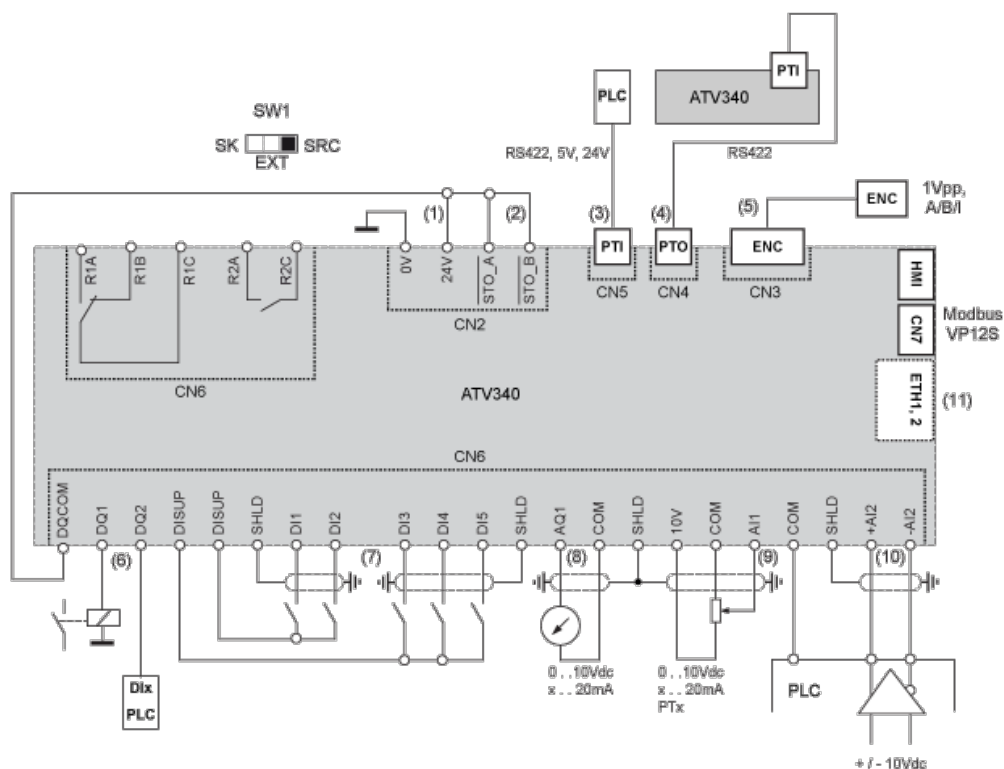 PTI
PLC
ATV340
SW1
SK
SRC
EXT
RS422, 5V, 24V
RS422
(1)
(2)
(3)
(4)
(5)
ENC
1Vpp,
A/B/I
R1A
R1B
R1C
R2A
R2C
0V
24V
STO_A
STO_B
PTI
PTO
ENC
CN5
CN4
CN3
HMI
CN2
CN7
Modbus
VP12S
CN6
ATV340
ETH1, 2
(11)
CN6
DQCOM
DQ1
DQ2
DISUP
DISUP
SHLD
DI1
DI2
DI3
DI4
DI5
SHLD
AQ1
COM
SHLD
10V
COM
AI1
COM
SHLD
+AI2
-AI2
(6)
(7)
(8)
(9)
(10)
0 . . 10Vdc
x . . 20mA
0 . . 10Vdc
x . . 20mA
PTx
DIx
PLC
PLC
+ / - 10Vdc